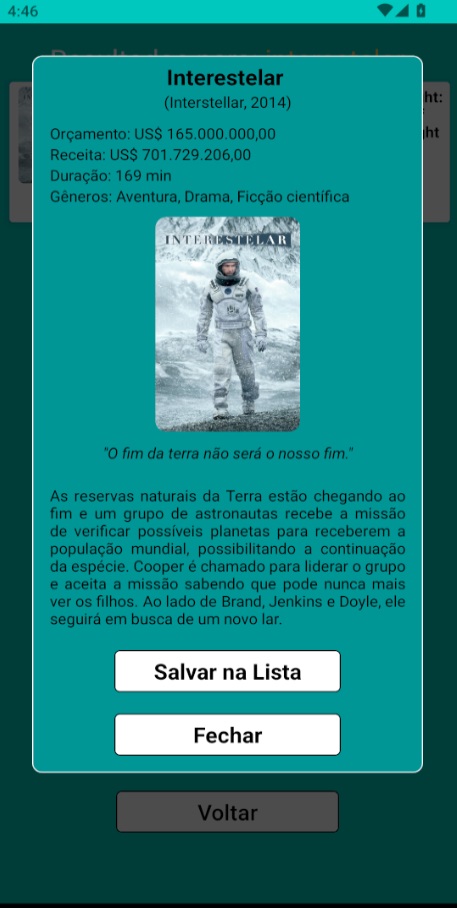 4:46
Interestelar
ht:
(Interstellar, 2014)
ght
Orçamento: US$ 165.000.000,00
Receita: US$ 701.729.206,00
Duração: 169 min
Gêneros: Aventura, Drama, Ficção científica
INTERESTELAR
"O fim da terra não será o nosso fim."
As reservas naturais da Terra estão chegando ao
fim e um grupo de astronautas recebe a missão
de verificar possíveis planetas para receberem a
população mundial, possibilitando a continuação
da espécie. Cooper é chamado para liderar o grupo
e aceita a missão sabendo que pode nunca mais
ver os filhos. Ao lado de Brand, Jenkins e Doyle, ele
seguirá em busca de um novo lar.
Salvar na Lista
Fechar
Voltar